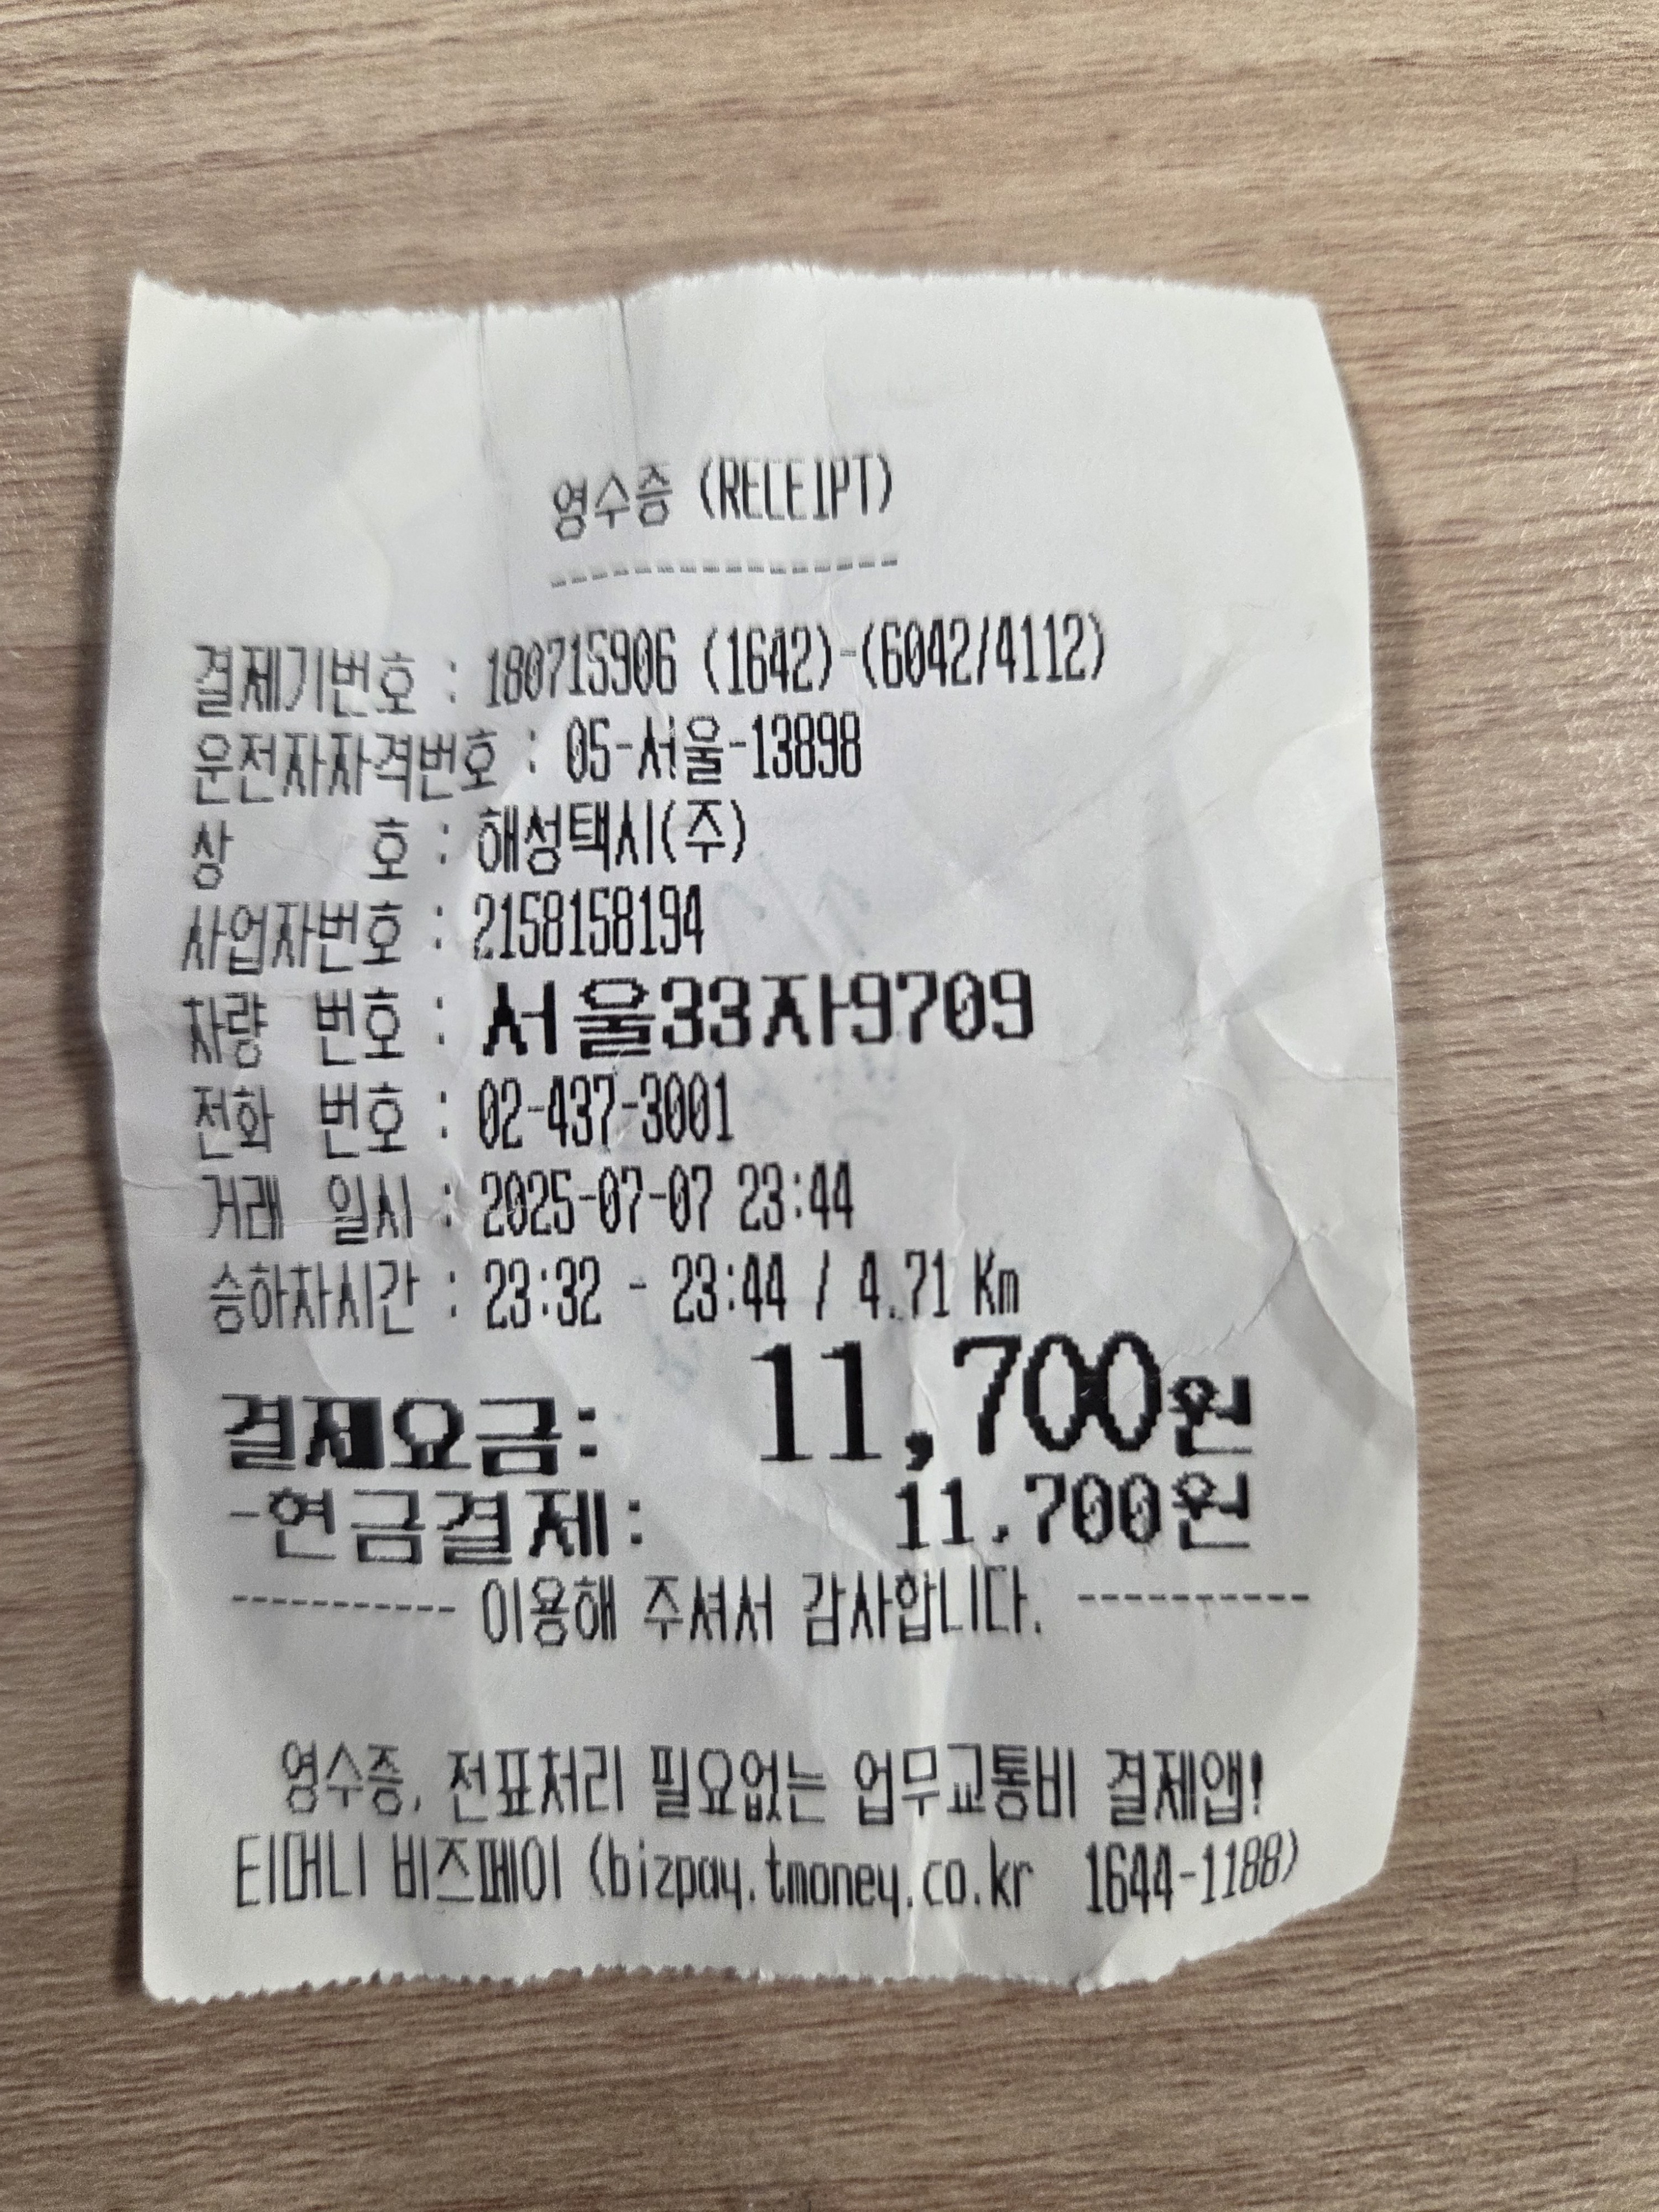 영수증 (RECEIPT)
----------------
결제기번호 : 180715906 (1642)-(6042/4112)
운전자자격번호 : 05-서울-13898
상 호 : 해성택시(주)
사업자번호 : 2158158194
차량 번호 : 서울33자9709
전화 번호 : 02-437-3001
거래 일시 : 2025-07-07 23:44
승하차시간 : 23:32 - 23:44 / 4.71 Km
결제요금: 11,700원
-현금결제: 11,700원
----------- 이용해 주셔서 감사합니다. -----------
영수증, 전표처리 필요없는 업무교통비 결제앱!
티머니 비즈페이 (bizpay.tmoney.co.kr 1644-1188)